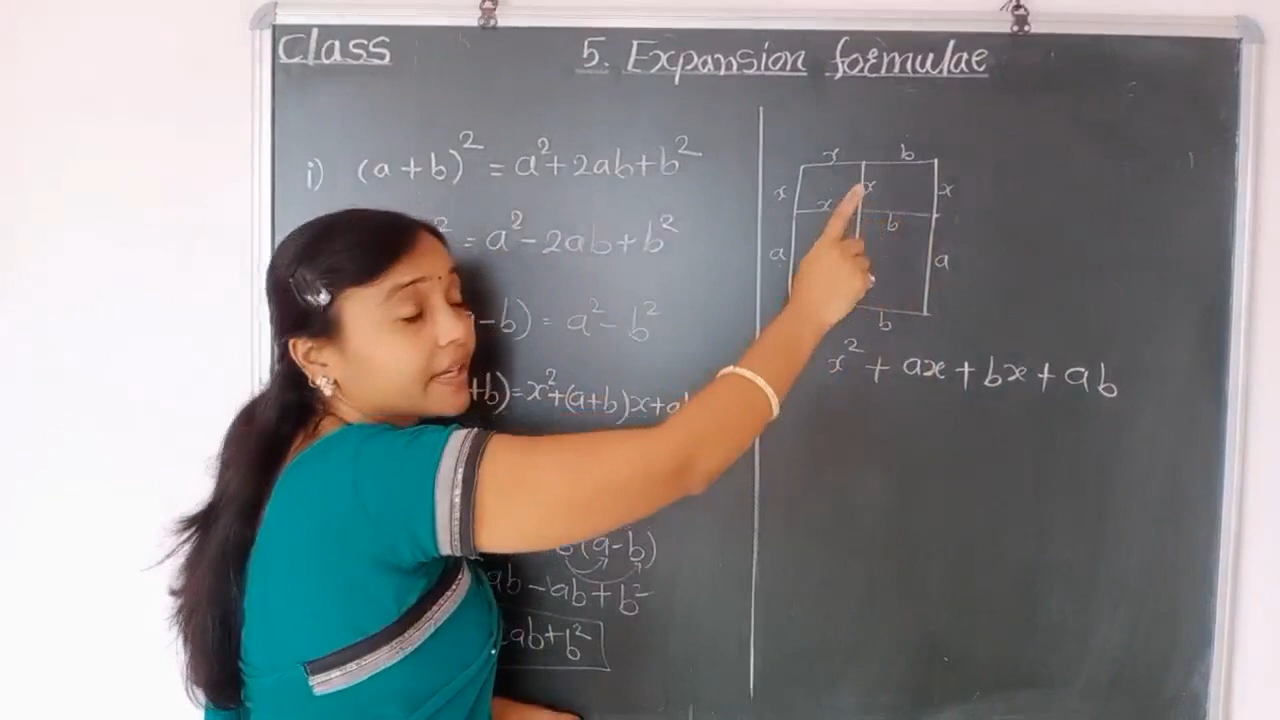 Class
5. Expansion formulae
i) (a+b)² = a²+2ab+b²
² = a²-2ab+b²
-b) = a²-b²
+b) = x²+(a+b)x+a
(a-b)
ab-ab+b²
ab+b²
x b
x x x
x b
a a
b
x² + ax + bx + ab